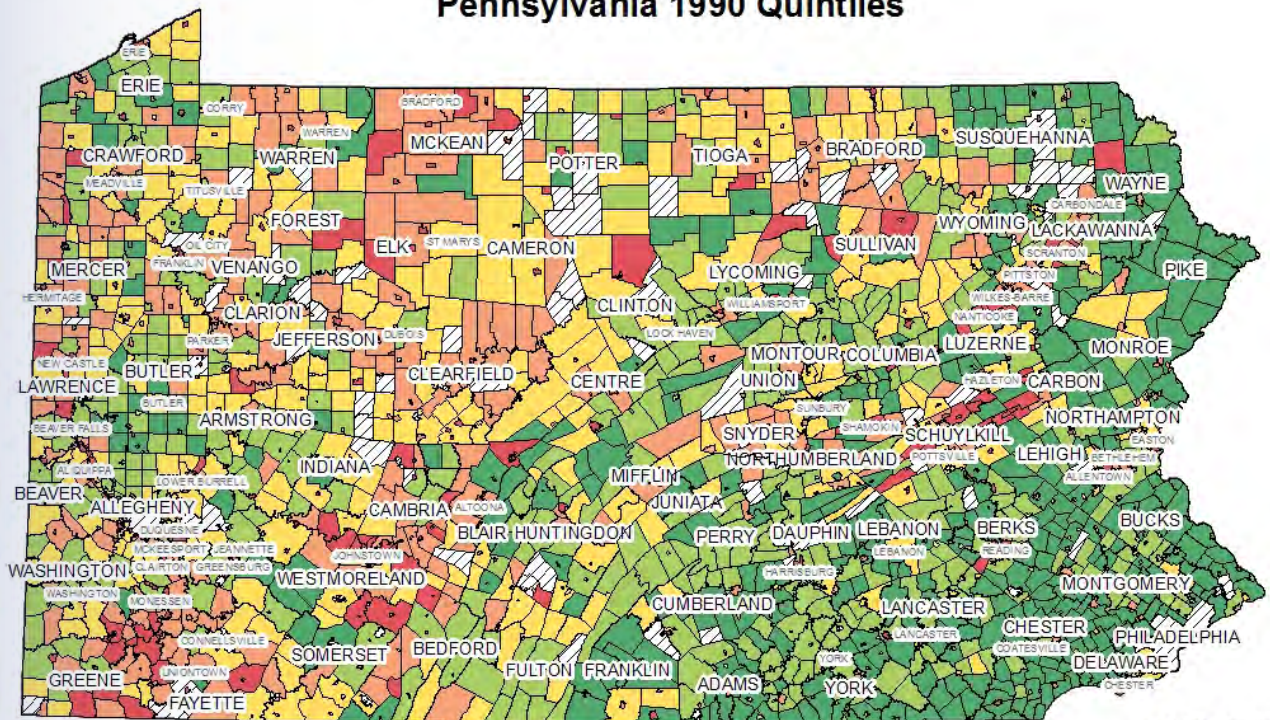 Pennsylvania 1990 Quintiles
ERIE
ERIE
CORRY
BRADFORD
WARREN
SUSQUEHANNA
CRAWFORD
WARREN
MCKEAN
POTTER
TIOGA
BRADFORD
MEADVILLE
TITUSVILLE
WAYNE
CARBONDALE
FOREST
WYOMING
LACKAWANNA
OIL CITY
ELK
ST MARYS
CAMERON
SULLIVAN
SCRANTON
MERCER
FRANKLIN
VENANGO
LYCOMING
PITTSTON
PIKE
HERMITAGE
CLARION
CLINTON
WILLIAMSPORT
WILKES-BARRE
NANTICOKE
PARKER
JEFFERSON
DUBOIS
LOCK HAVEN
LUZERNE
MONROE
NEW CASTLE
BUTLER
MONTOUR
COLUMBIA
LAWRENCE
CLEARFIELD
CENTRE
UNION
HAZLETON
CARBON
BUTLER
SUNBURY
BEAVER FALLS
ARMSTRONG
SHAMOKIN
NORTHAMPTON
SNYDER
SCHUYLKILL
EASTON
ALIQUIPPA
INDIANA
MIFFLIN
NORTHUMBERLAND
POTTSVILLE
LEHIGH
BETHLEHEM
LOWER BURRELL
ALLENTOWN
BEAVER
ALLEGHENY
CAMBRIA
ALTOONA
JUNIATA
DUQUESNE
BLAIR
HUNTINGDON
PERRY
DAUPHIN
LEBANON
BERKS
BUCKS
MCKEESPORT
JEANNETTE
JOHNSTOWN
LEBANON
READING
WASHINGTON
CLAIRTON
GREENSBURG
WESTMORELAND
HARRISBURG
MONTGOMERY
WASHINGTON
MONESSEN
CUMBERLAND
LANCASTER
CONNELLSVILLE
LANCASTER
CHESTER
PHILADELPHIA
SOMERSET
BEDFORD
COATESVILLE
GREENE
UNIONTOWN
FULTON
FRANKLIN
YORK
DELAWARE
FAYETTE
ADAMS
YORK
CHESTER